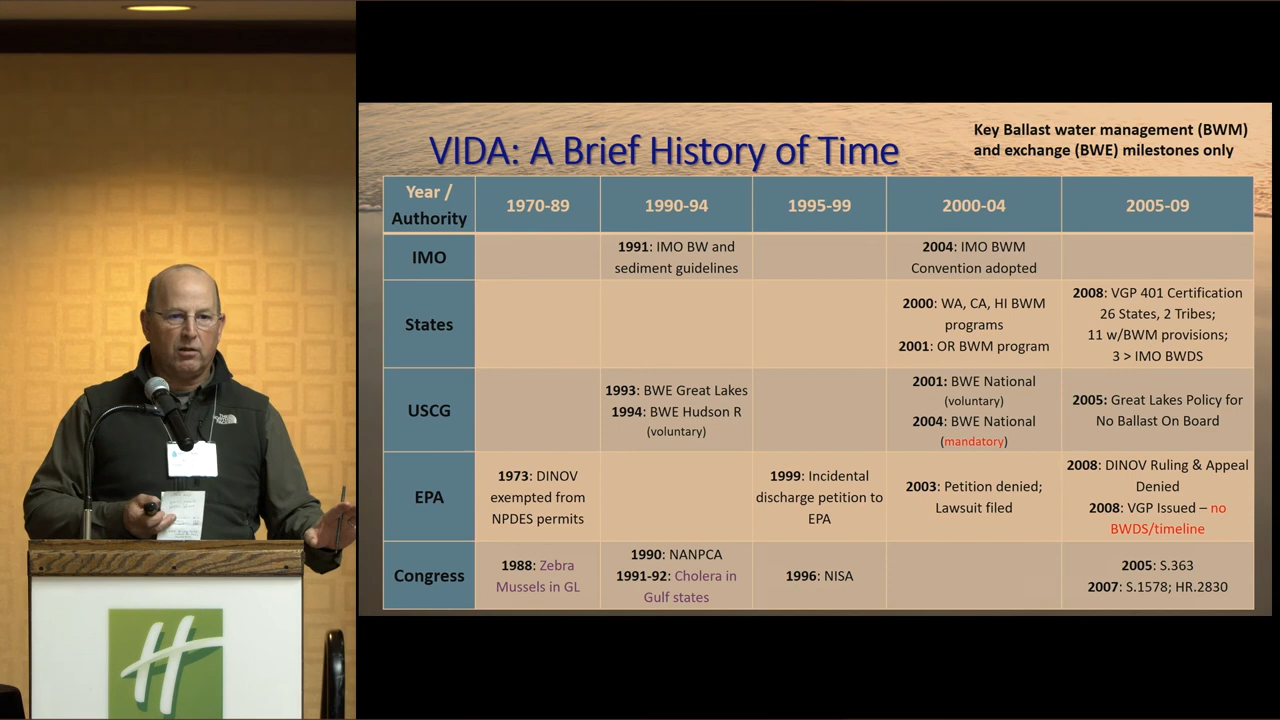 VIDA: A Brief History of Time
Key Ballast water management (BWM)
and exchange (BWE) milestones only
Year /
Authority
1970-89
1990-94
1995-99
2000-04
2005-09
IMO
1991: IMO BW and
sediment guidelines
2004: IMO BWM
Convention adopted
States
2000: WA, CA, HI BWM
programs
2001: OR BWM program
2008: VGP 401 Certification
26 States, 2 Tribes;
11 w/BWM provisions;
3 > IMO BWDS
USCG
1993: BWE Great Lakes
1994: BWE Hudson R
(voluntary)
2001: BWE National
(voluntary)
2004: BWE National
(mandatory)
2005: Great Lakes Policy for
No Ballast On Board
EPA
1973: DINOV
exempted from
NPDES permits
1999: Incidental
discharge petition to
EPA
2003: Petition denied;
Lawsuit filed
2008: DINOV Ruling & Appeal
Denied
2008: VGP Issued – no
BWDS/timeline
Congress
1988: Zebra
Mussels in GL
1990: NANPCA
1991-92: Cholera in
Gulf states
1996: NISA
2005: S.363
2007: S.1578; HR.2830
THE
NORTH
FACE
H